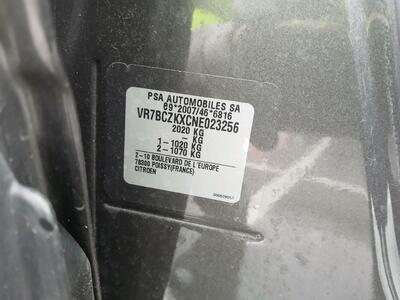 PSA AUTOMOBILES SA
e9*2007/46*6816
VR7BCZKXCNE023256
2020 KG
- KG
1-1020 KG
2-1070 KG
2-10 BOULEVARD DE L'EUROPE
78300 POISSY(FRANCE)
CITROEN